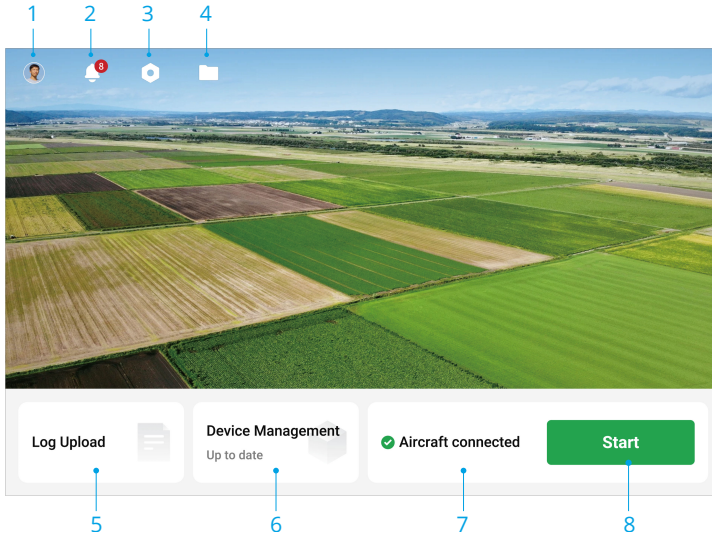 1 2 3 4
8
Log Upload
Device Management
Up to date
Aircraft connected
Start
5 6 7 8